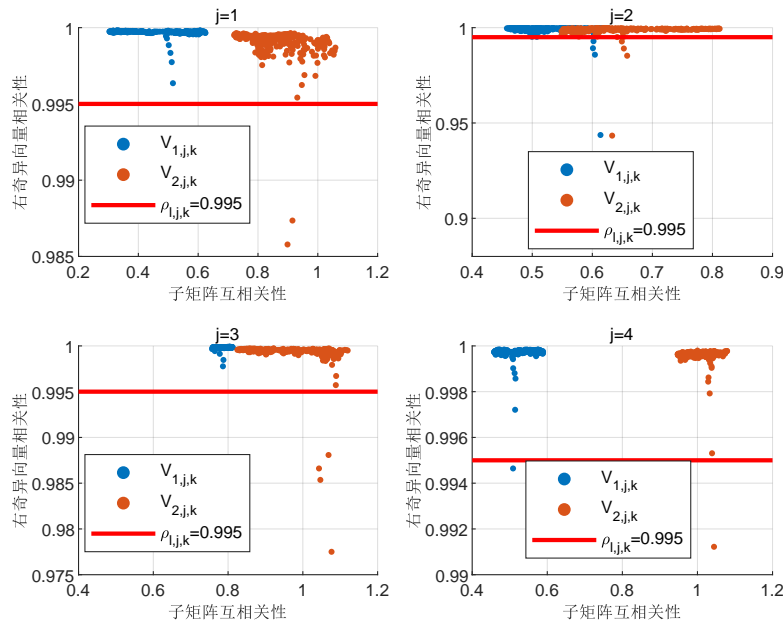 j=1
1
0.995
0.99
0.985
右奇异向量相关性
V1,j,k
V2,j,k
ρl,j,k=0.995
0.2 0.4 0.6 0.8 1 1.2
子矩阵互相关性
j=2
1
0.95
0.9
右奇异向量相关性
V1,j,k
V2,j,k
ρl,j,k=0.995
0.4 0.5 0.6 0.7 0.8 0.9
子矩阵互相关性
j=3
1
0.995
0.99
0.985
0.98
0.975
右奇异向量相关性
V1,j,k
V2,j,k
ρl,j,k=0.995
0.4 0.6 0.8 1 1.2
子矩阵互相关性
j=4
1
0.998
0.996
0.994
0.992
0.99
右奇异向量相关性
V1,j,k
V2,j,k
ρl,j,k=0.995
0.4 0.6 0.8 1 1.2
子矩阵互相关性